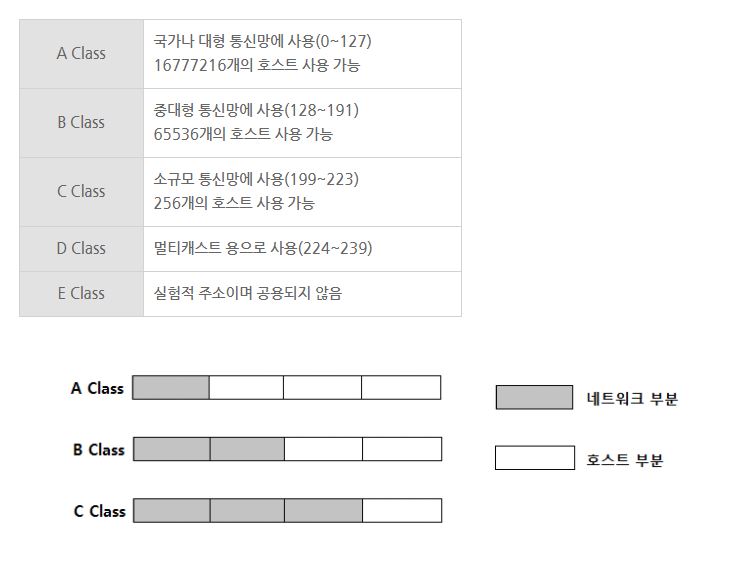 A Class
국가나 대형 통신망에 사용(0~127)
16777216개의 호스트 사용 가능
B Class
중대형 통신망에 사용(128~191)
65536개의 호스트 사용 가능
C Class
소규모 통신망에 사용(199~223)
256개의 호스트 사용 가능
D Class
멀티캐스트 용으로 사용(224~239)
E Class
실험적 주소이며 공용되지 않음
A Class
네트워크 부분
B Class
호스트 부분
C Class